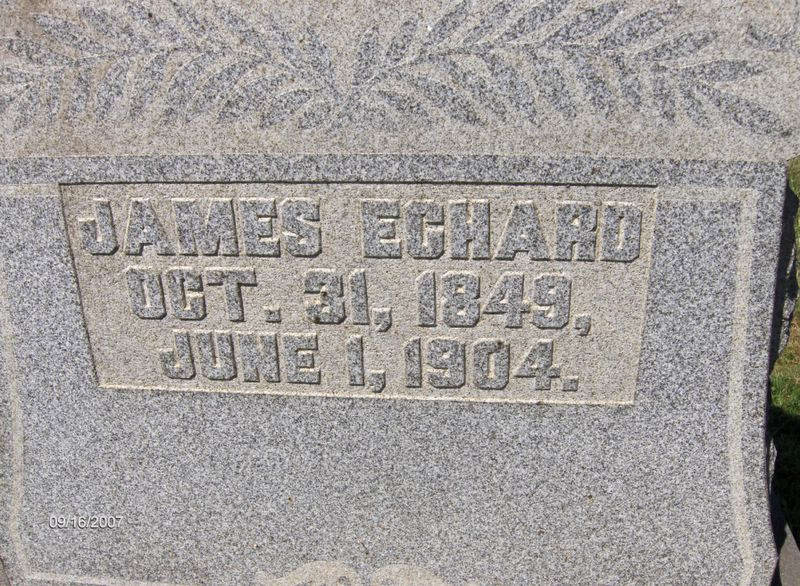 JAMES ECHARD
OCT. 31, 1849,
JUNE 1, 1904.
09/16/2007